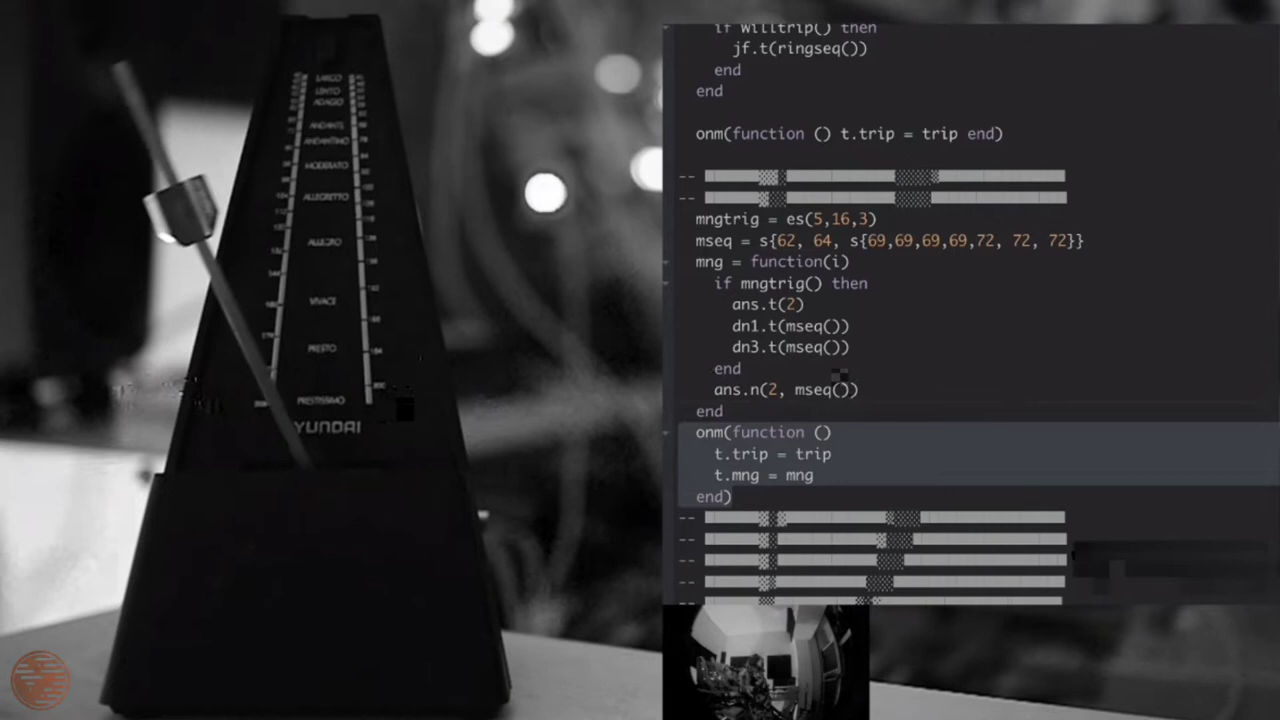 LARGO
LENTO
ADAGIO
ANDANTE
ANDANTINO
MODERATO
ALLEGRETTO
ALLEGRO
VIVACE
PRESTO
PRESTISSIMO
YUNDAI
if willtrip() then
jf.t(ringseq())
end
end
onm(function () t.trip = trip end)
--
--
mngtrig = es(5,16,3)
mseq = s{62, 64, s{69,69,69,69,72, 72, 72}}
mng = function(i)
if mngtrig() then
ans.t(2)
dn1.t(mseq())
dn3.t(mseq())
end
ans.n(2, mseq())
end
onm(function ()
t.trip = trip
t.mng = mng
end)
--
--
--
--
--